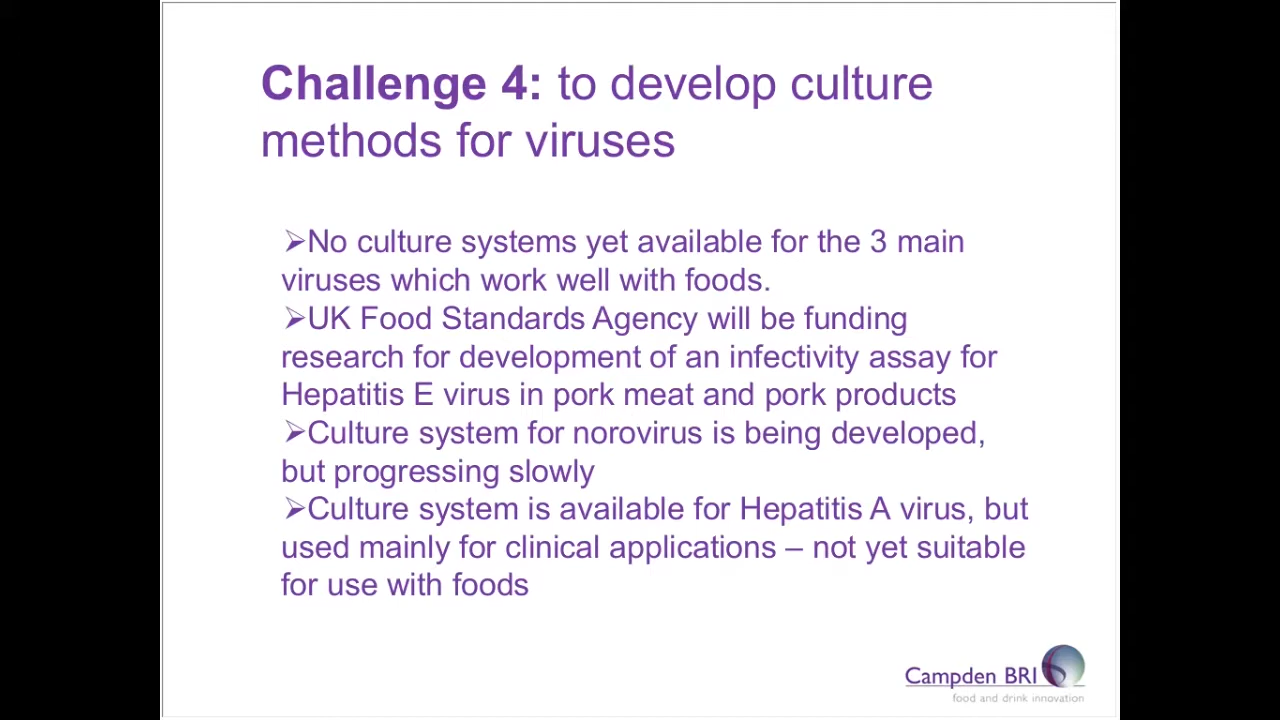 Challenge 4: to develop culture
methods for viruses
➢No culture systems yet available for the 3 main
viruses which work well with foods.
➢UK Food Standards Agency will be funding
research for development of an infectivity assay for
Hepatitis E virus in pork meat and pork products
➢Culture system for norovirus is being developed,
but progressing slowly
➢Culture system is available for Hepatitis A virus, but
used mainly for clinical applications – not yet suitable
for use with foods
Campden BRI
food and drink innovation